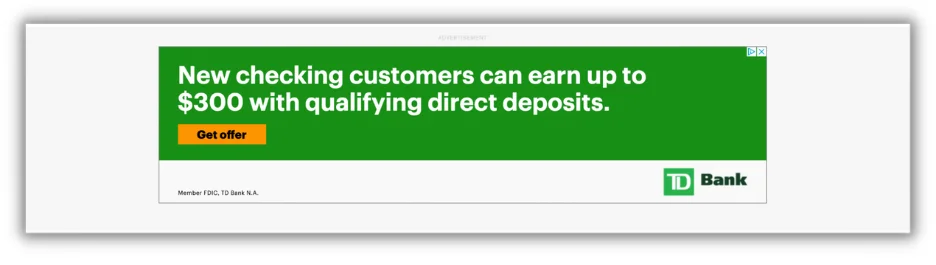 ADVERTISEMENT
New checking customers can earn up to
$300 with qualifying direct deposits.
Get offer
TD Bank
Member FDIC, TD Bank N.A.